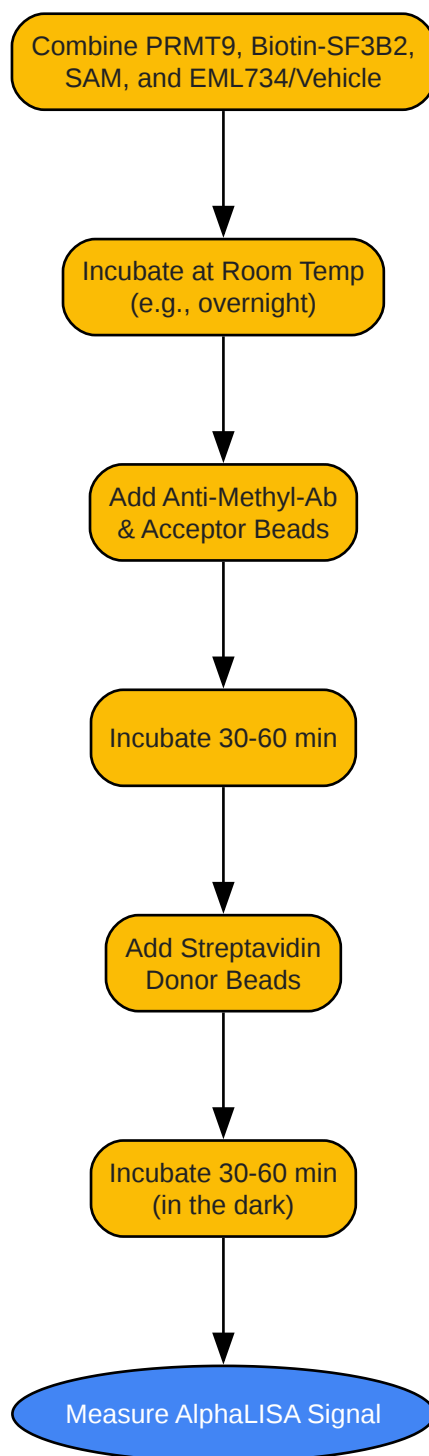 Combine PRMT9, Biotin-SF3B2,
SAM, and EML734/Vehicle
Incubate at Room Temp
(e.g., overnight)
Add Anti-Methyl-Ab
& Acceptor Beads
Incubate 30-60 min
Add Streptavidin
Donor Beads
Incubate 30-60 min
(in the dark)
Measure AlphaLISA Signal